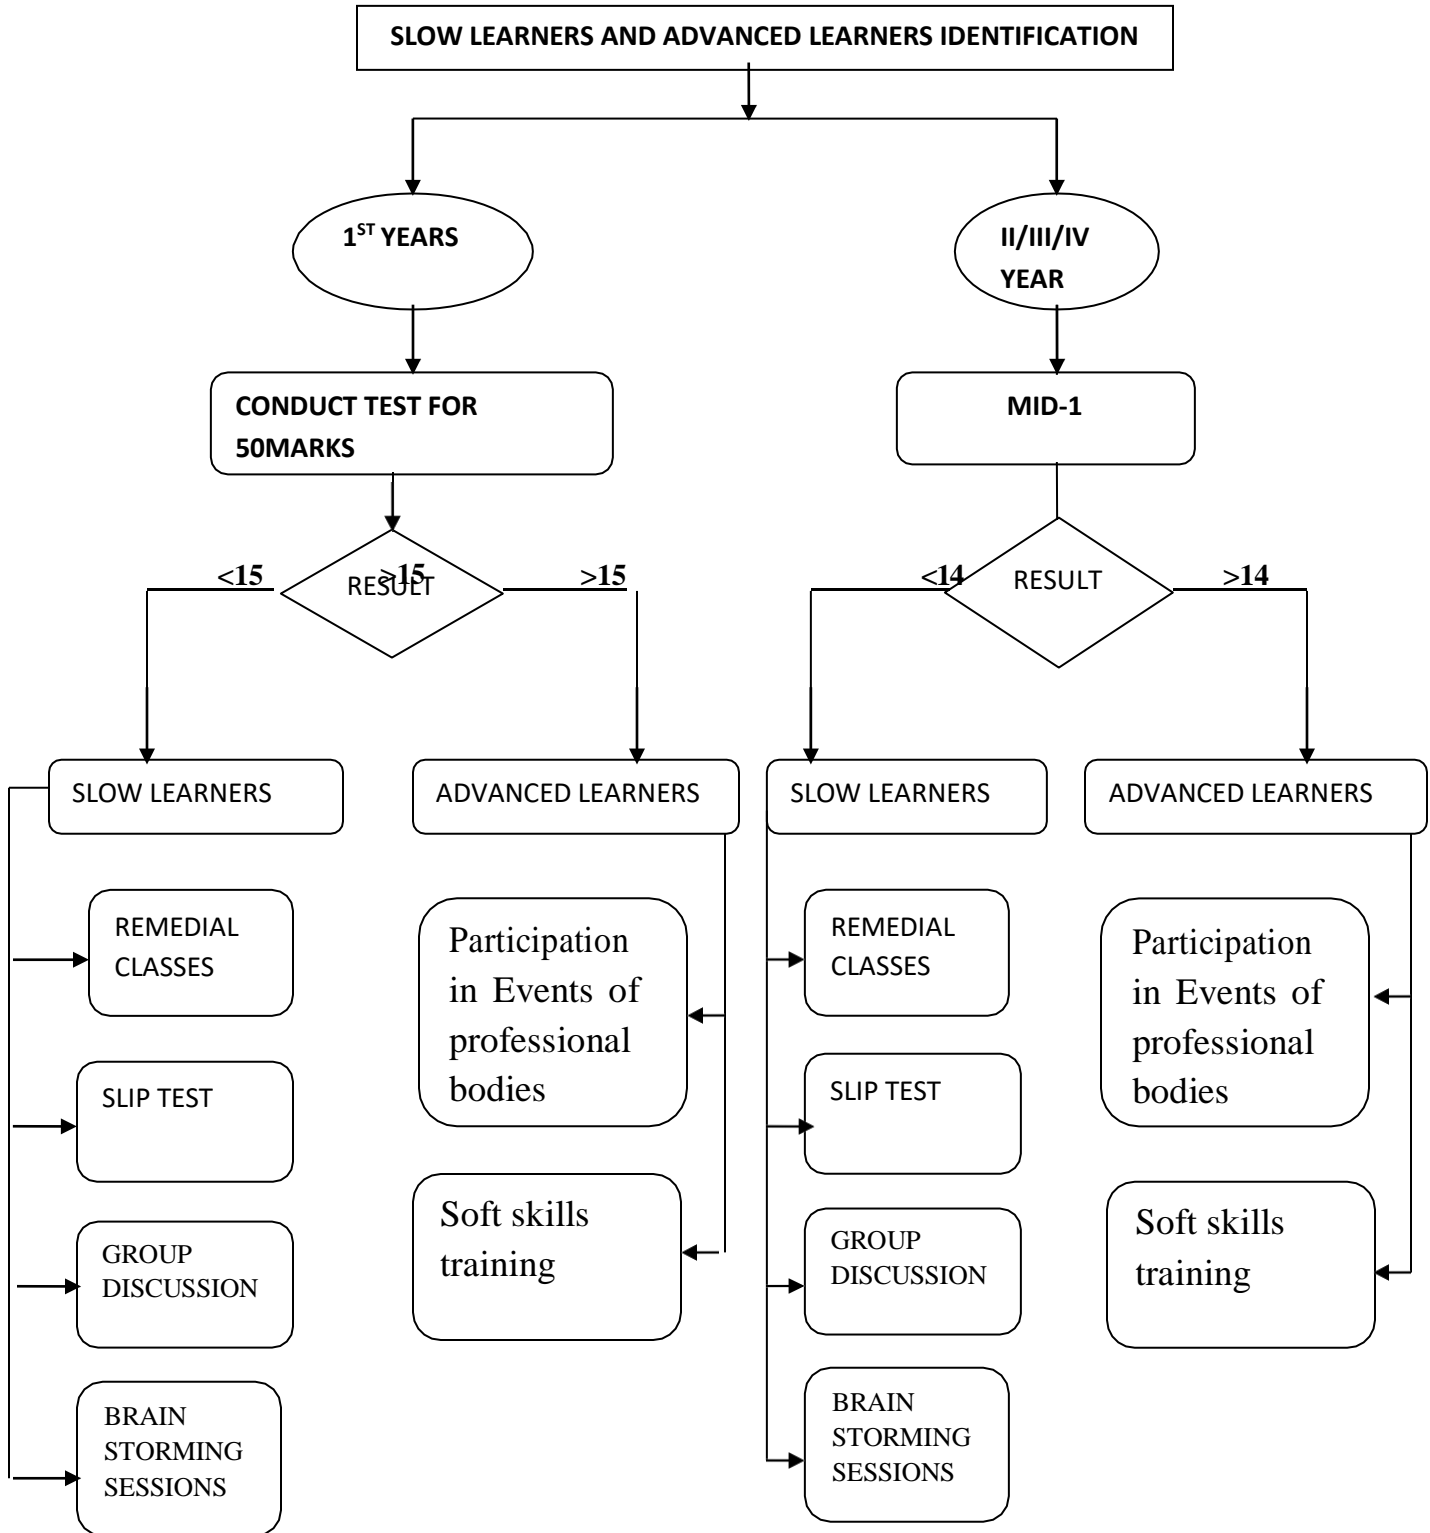 SLOW LEARNERS AND ADVANCED LEARNERS IDENTIFICATION
1ST YEARS
II/III/IV
YEAR
CONDUCT TEST FOR
50MARKS
MID-1
<15
>15
RESULT
>15
<14
RESULT
>14
SLOW LEARNERS
ADVANCED LEARNERS
SLOW LEARNERS
ADVANCED LEARNERS
REMEDIAL
CLASSES
Participation
in Events of
professional
bodies
REMEDIAL
CLASSES
Participation
in Events of
professional
bodies
SLIP TEST
SLIP TEST
Soft skills
training
Soft skills
training
GROUP
DISCUSSION
GROUP
DISCUSSION
BRAIN
STORMING
SESSIONS
BRAIN
STORMING
SESSIONS